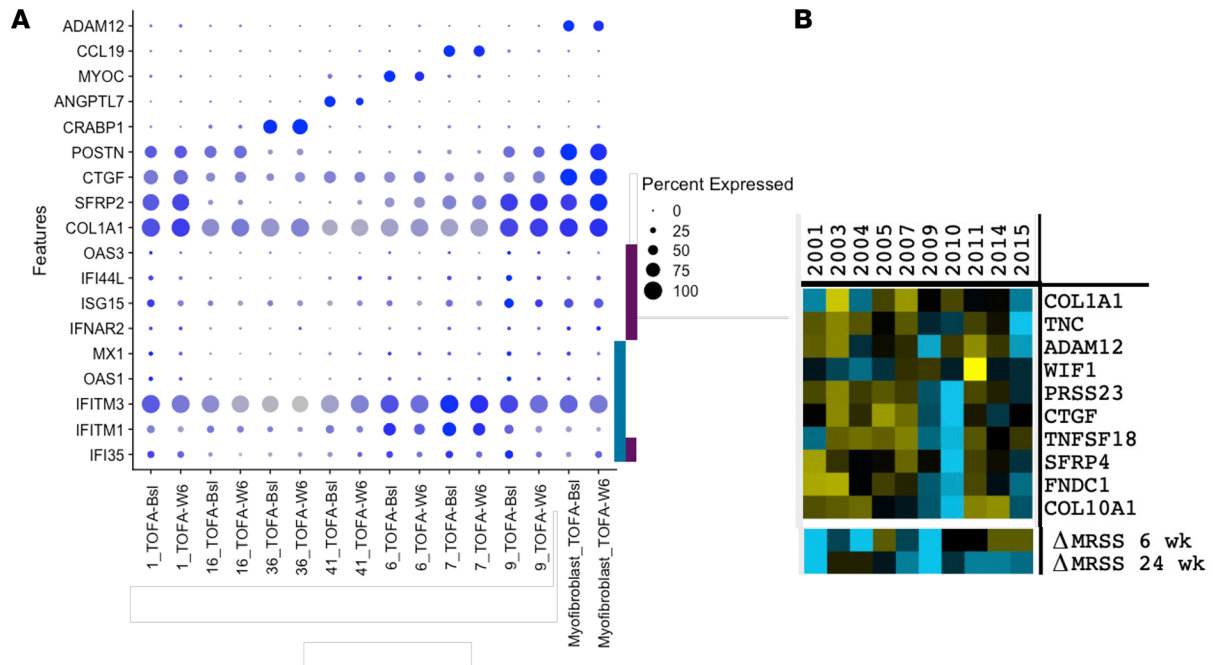 A
B
ADAM12
CCL19
MYOC
ANGPTL7
CRABP1
POSTN
CTGF
SFRP2
COL1A1
OAS3
IFI44L
ISG15
IFNAR2
MX1
OAS1
IFITM3
IFITM1
IFI35
Features
1_TOFA-Bsl
1_TOFA-W6
16_TOFA-Bsl
16_TOFA-W6
36_TOFA-Bsl
36_TOFA-W6
41_TOFA-Bsl
41_TOFA-W6
6_TOFA-Bsl
6_TOFA-W6
7_TOFA-Bsl
7_TOFA-W6
9_TOFA-Bsl
9_TOFA-W6
Myofibroblast_TOFA-Bsl
Myofibroblast_TOFA-W6
Percent Expressed
0
25
50
75
100
2001
2003
2004
2005
2007
2009
2010
2011
2014
2015
COL1A1
TNC
ADAM12
WIF1
PRSS23
CTGF
TNFSF18
SFRP4
FNDC1
COL10A1
ΔMRSS 6 wk
ΔMRSS 24 wk